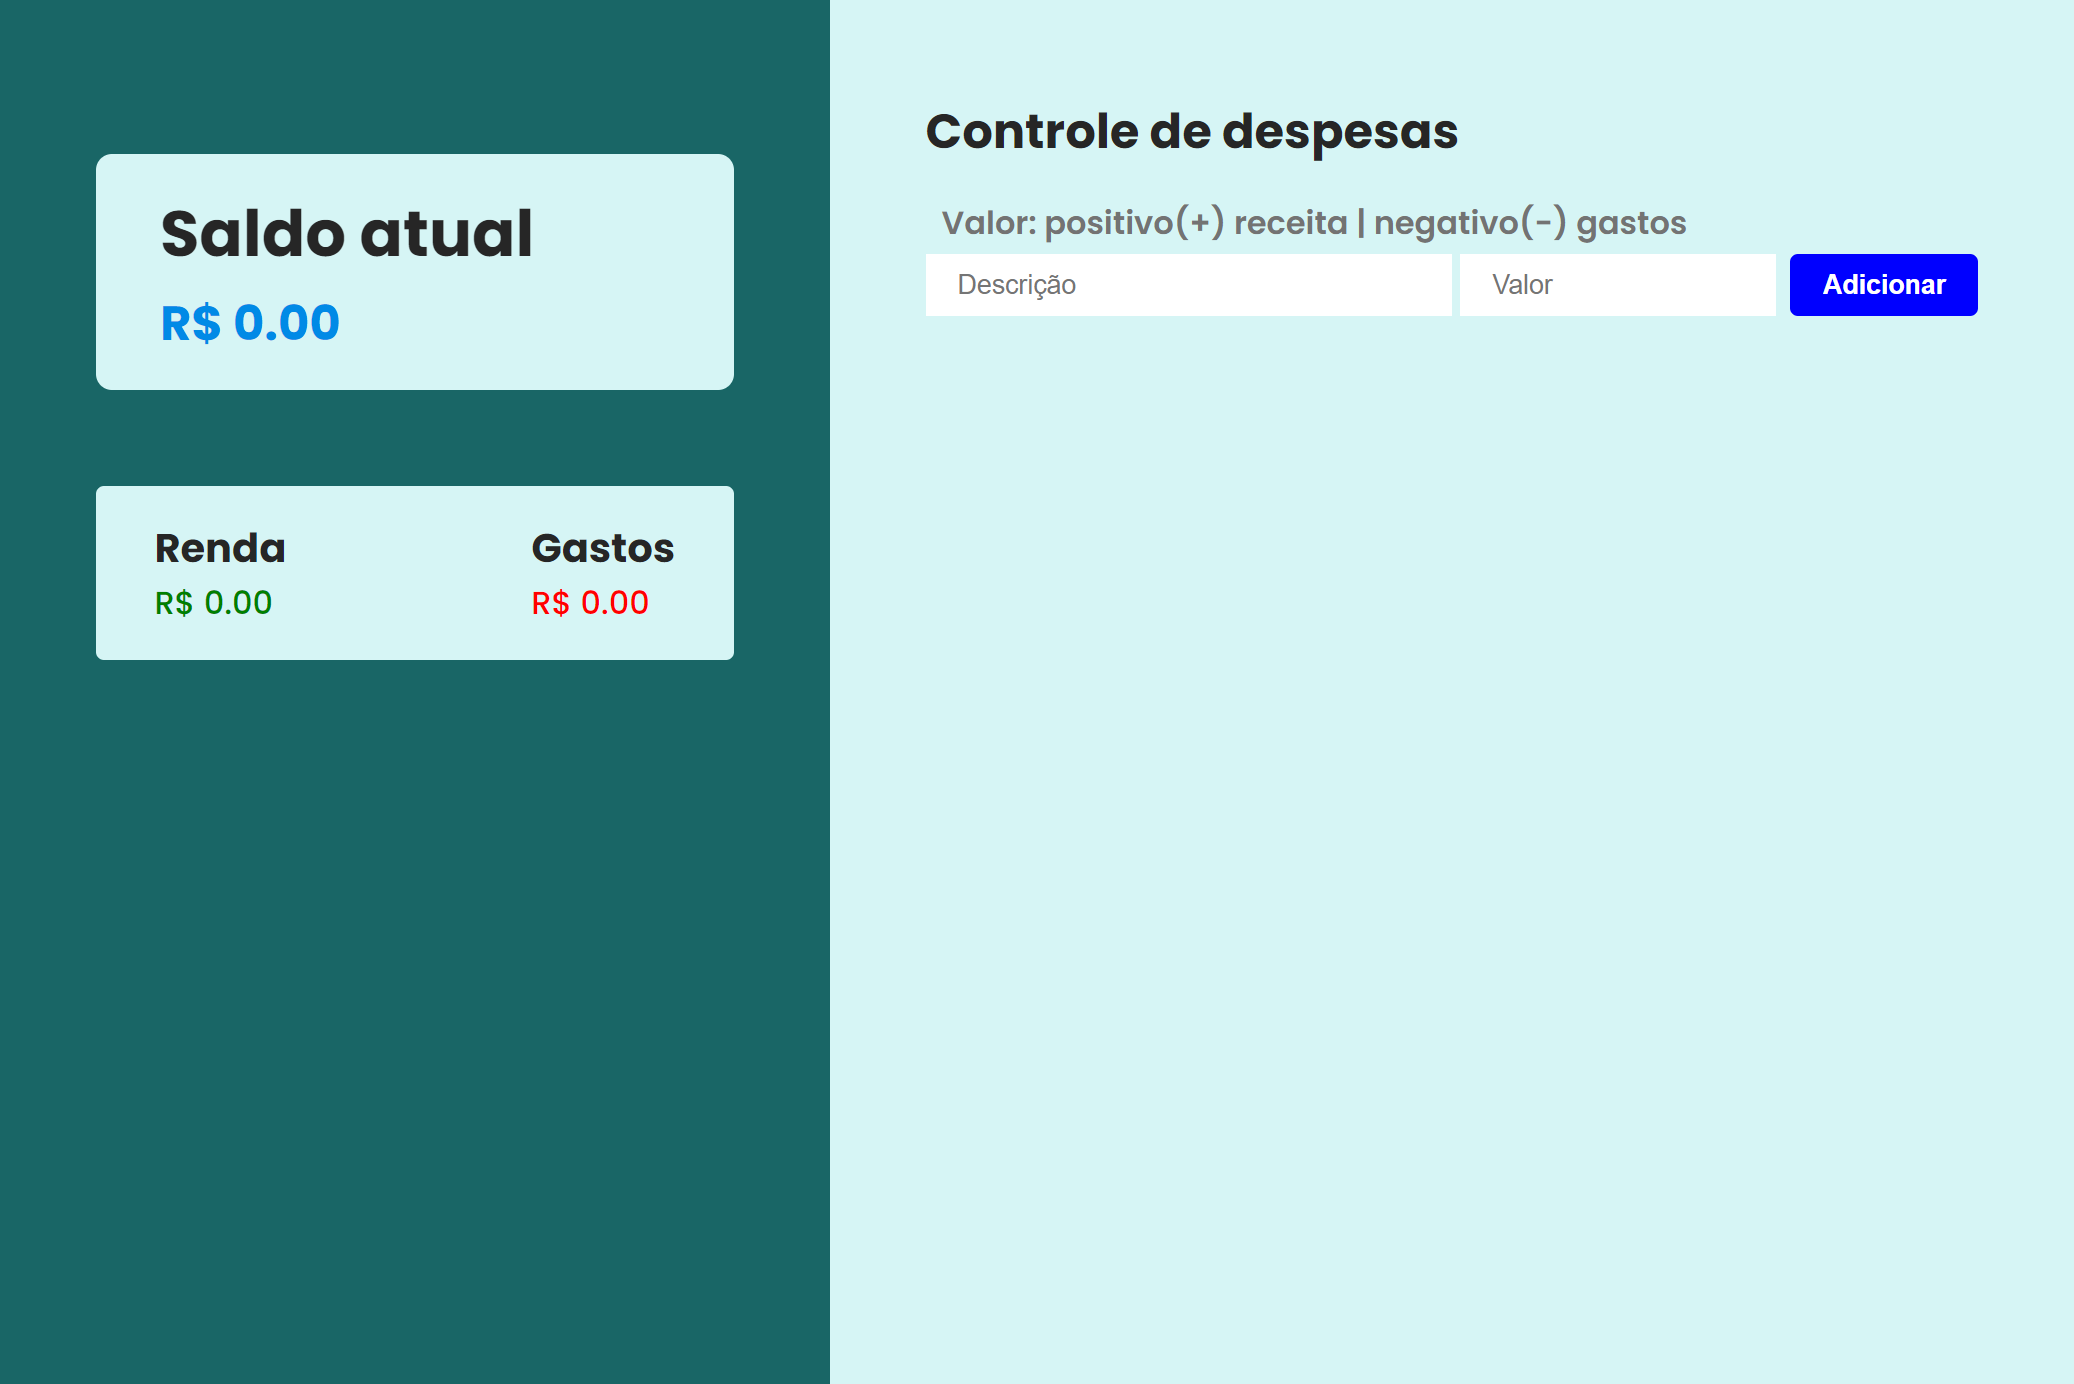 Saldo atual
R$ 0.00
Renda
R$ 0.00
Gastos
R$ 0.00
Controle de despesas
Valor: positivo(+) receita | negativo(-) gastos
Descrição
Valor
Adicionar